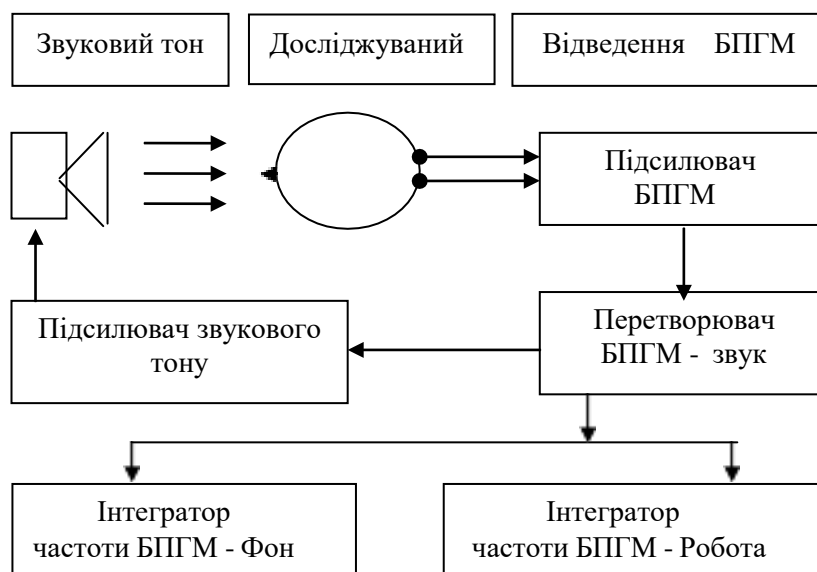 Звуковий тон
Досліджуваний
Відведення БПГМ
Підсилювач
БПГМ
Підсилювач звукового
тону
Перетворювач
БПГМ - звук
Інтегратор
частоти БПГМ - Фон
Інтегратор
частоти БПГМ - Робота